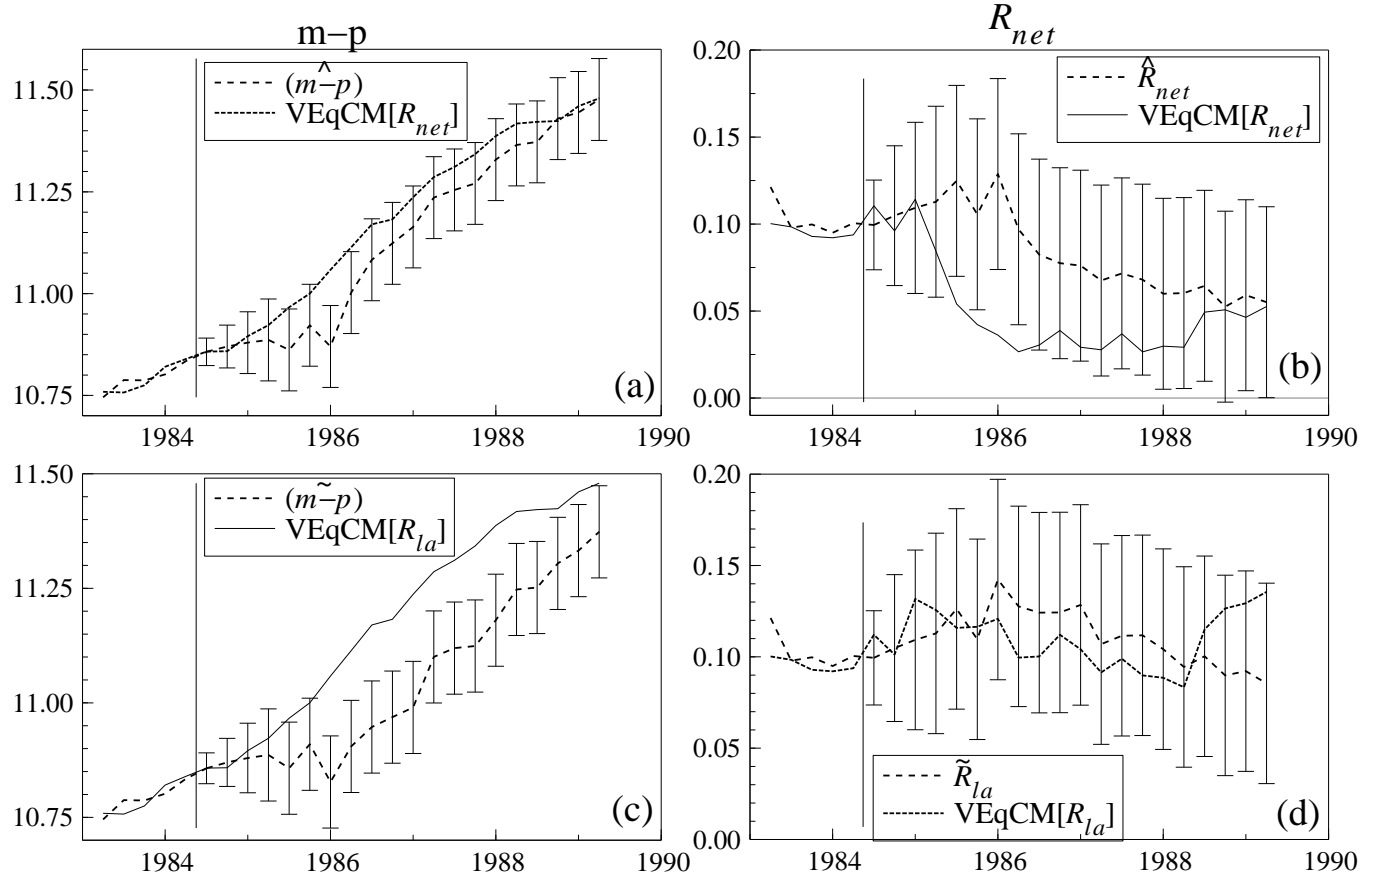 m−p
R_net
11.50
11.25
11.00
10.75
1984
1986
1988
1990
(m−p)^
VEqCM[R_net]
(a)
0.20
0.15
0.10
0.05
0.00
1984
1986
1988
1990
R̂_net
VEqCM[R_net]
(b)
11.50
11.25
11.00
10.75
1984
1986
1988
1990
(m−p)~
VEqCM[R_la]
(c)
0.20
0.15
0.10
0.05
0.00
1984
1986
1988
1990
R̃_la
VEqCM[R_la]
(d)